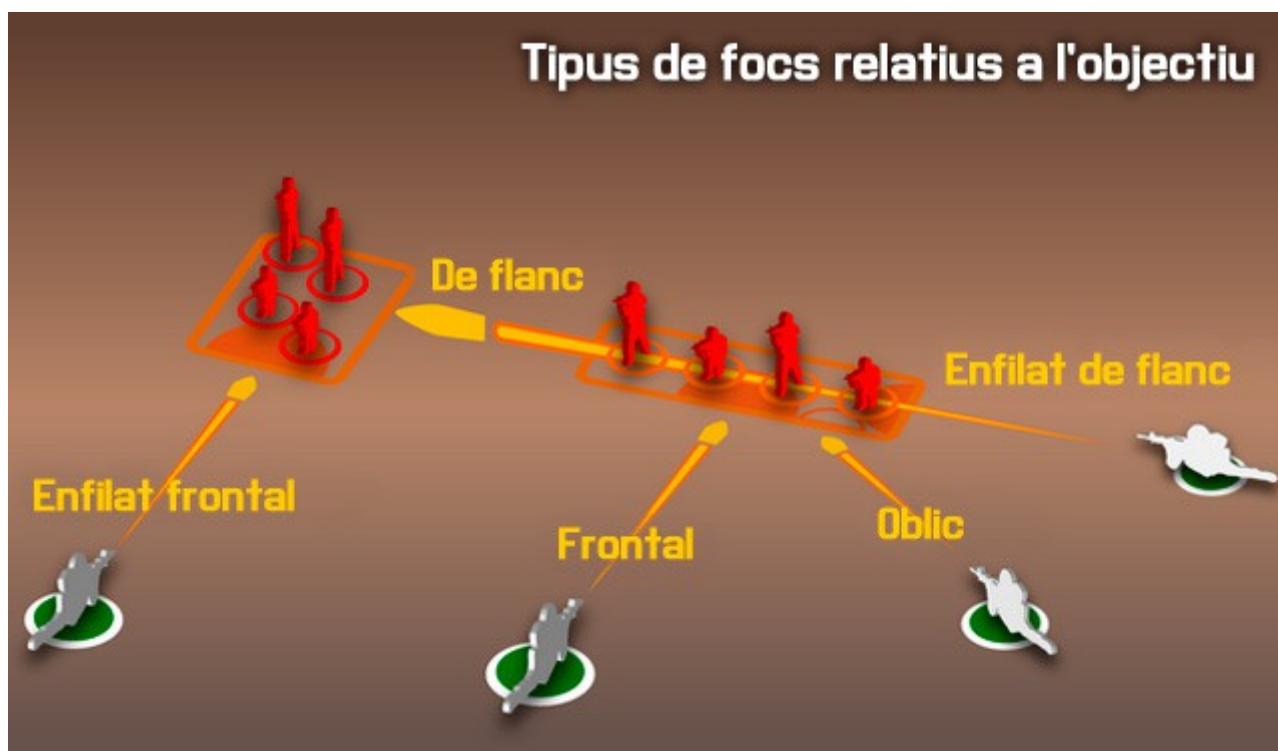 Tipus de focs relatius a l'objectiu
De flanc
Enfilat de flanc
Enfilat frontal
Frontal
Oblic